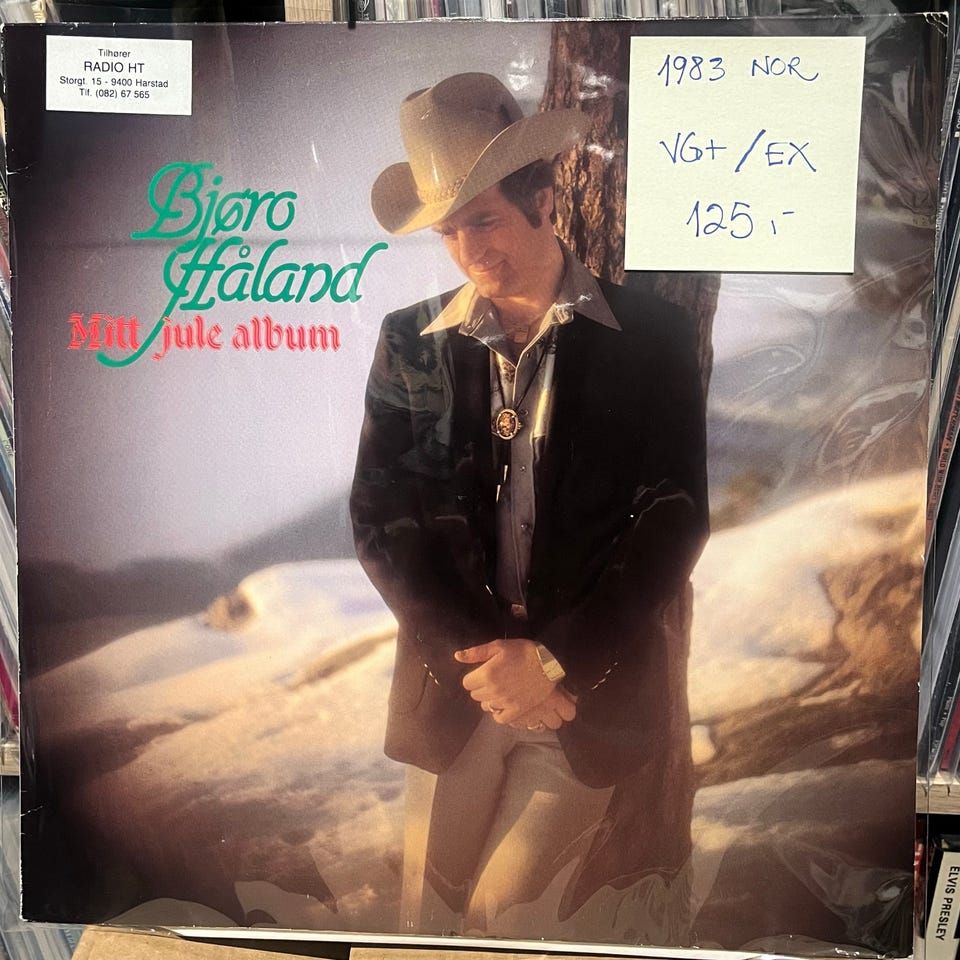 Tilhører
RADIO HT
Storgt. 15 - 9400 Harstad
Tlf. (082) 67 565
1983 NOR
VG+ / EX
125,-
Bjøro
Håland
Mitt jule album
ELVIS PRESLEY